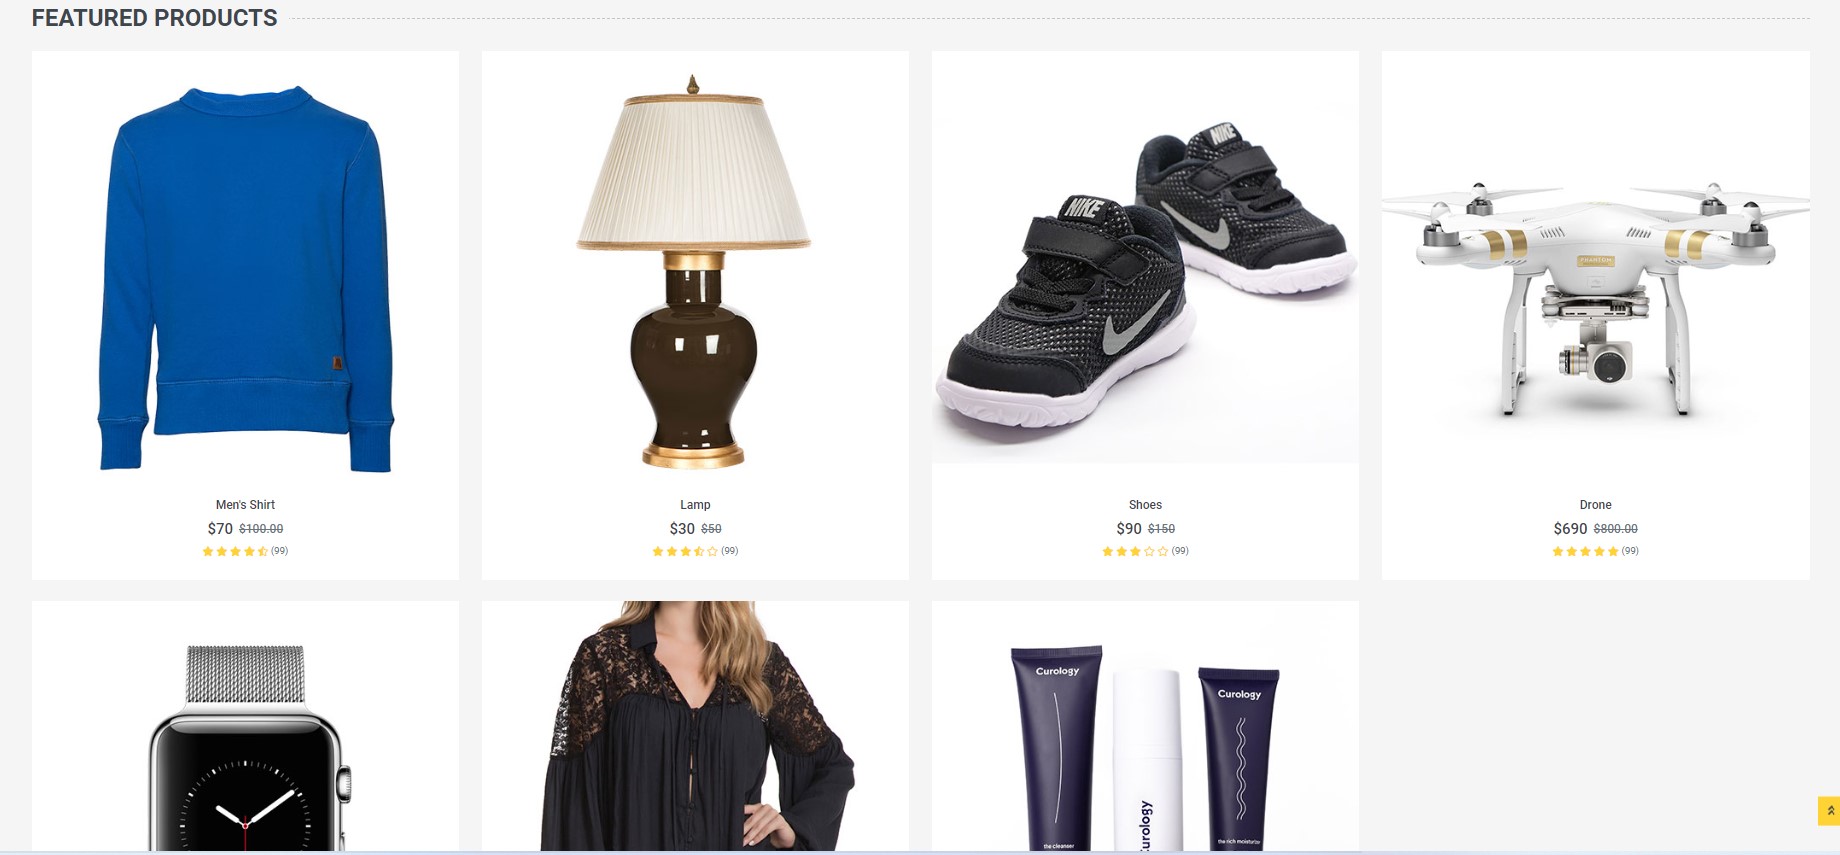 FEATURED PRODUCTS
NIKE
NIKE
PHANTOM
Men's Shirt
Lamp
Shoes
Drone
$70 $100.00
$30 $50
$90 $150
$690 $800.00
(99)
(99)
(99)
(99)
Curology
Curology
Curology
the cleanser
the rich moisturizer